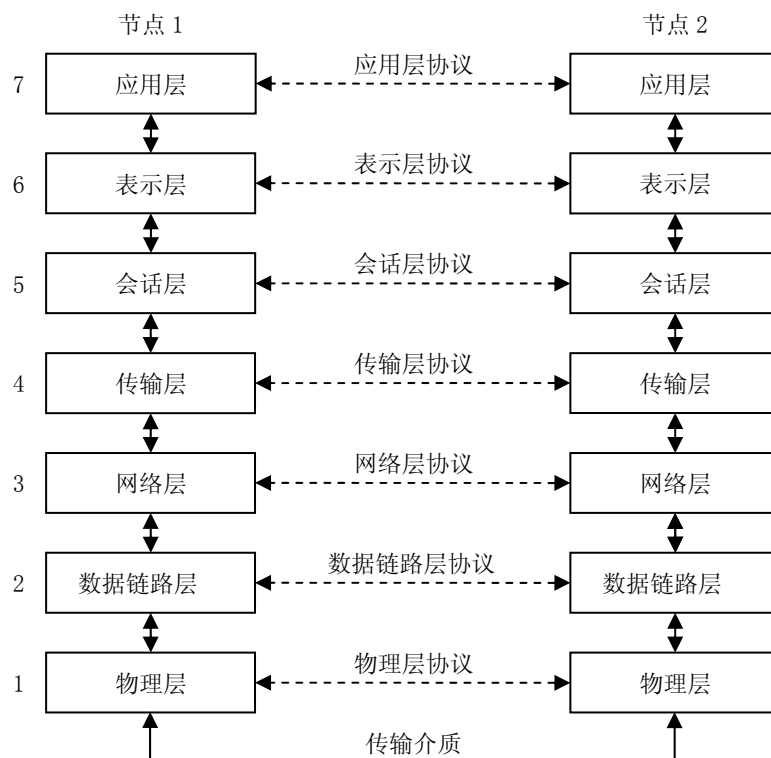 节点 1 节点 2
7 应用层 应用层协议 应用层
6 表示层 表示层协议 表示层
5 会话层 会话层协议 会话层
4 传输层 传输层协议 传输层
3 网络层 网络层协议 网络层
2 数据链路层 数据链路层协议 数据链路层
1 物理层 物理层协议 物理层
传输介质